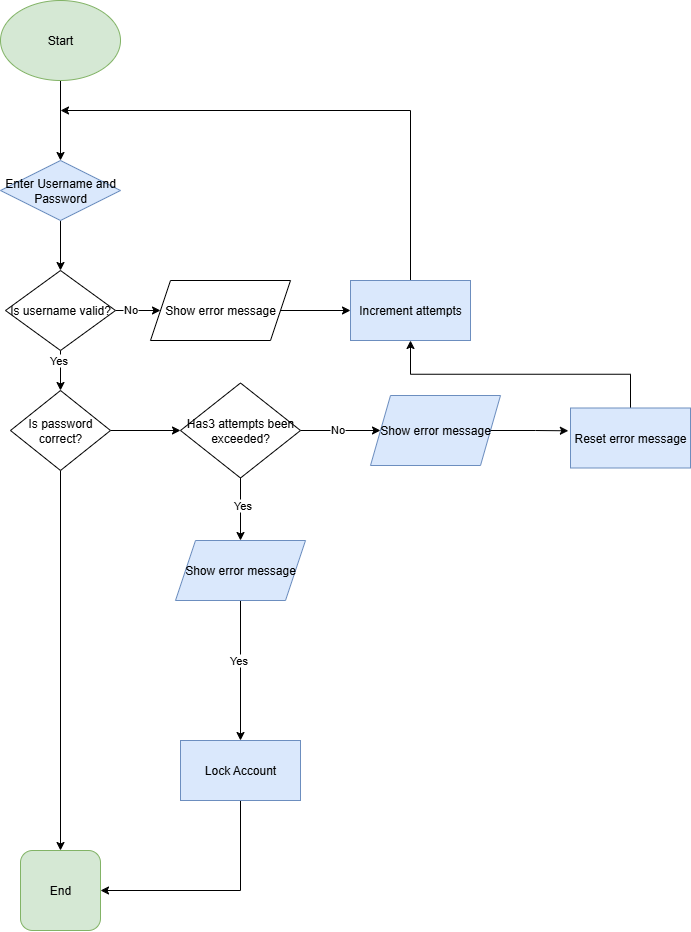 Start
Enter Username and
Password
Is username valid?
No
Show error message
Increment attempts
Yes
Is password
correct?
Has3 attempts been
exceeded?
No
Show error message
Reset error message
Yes
Show error message
Yes
Lock Account
End